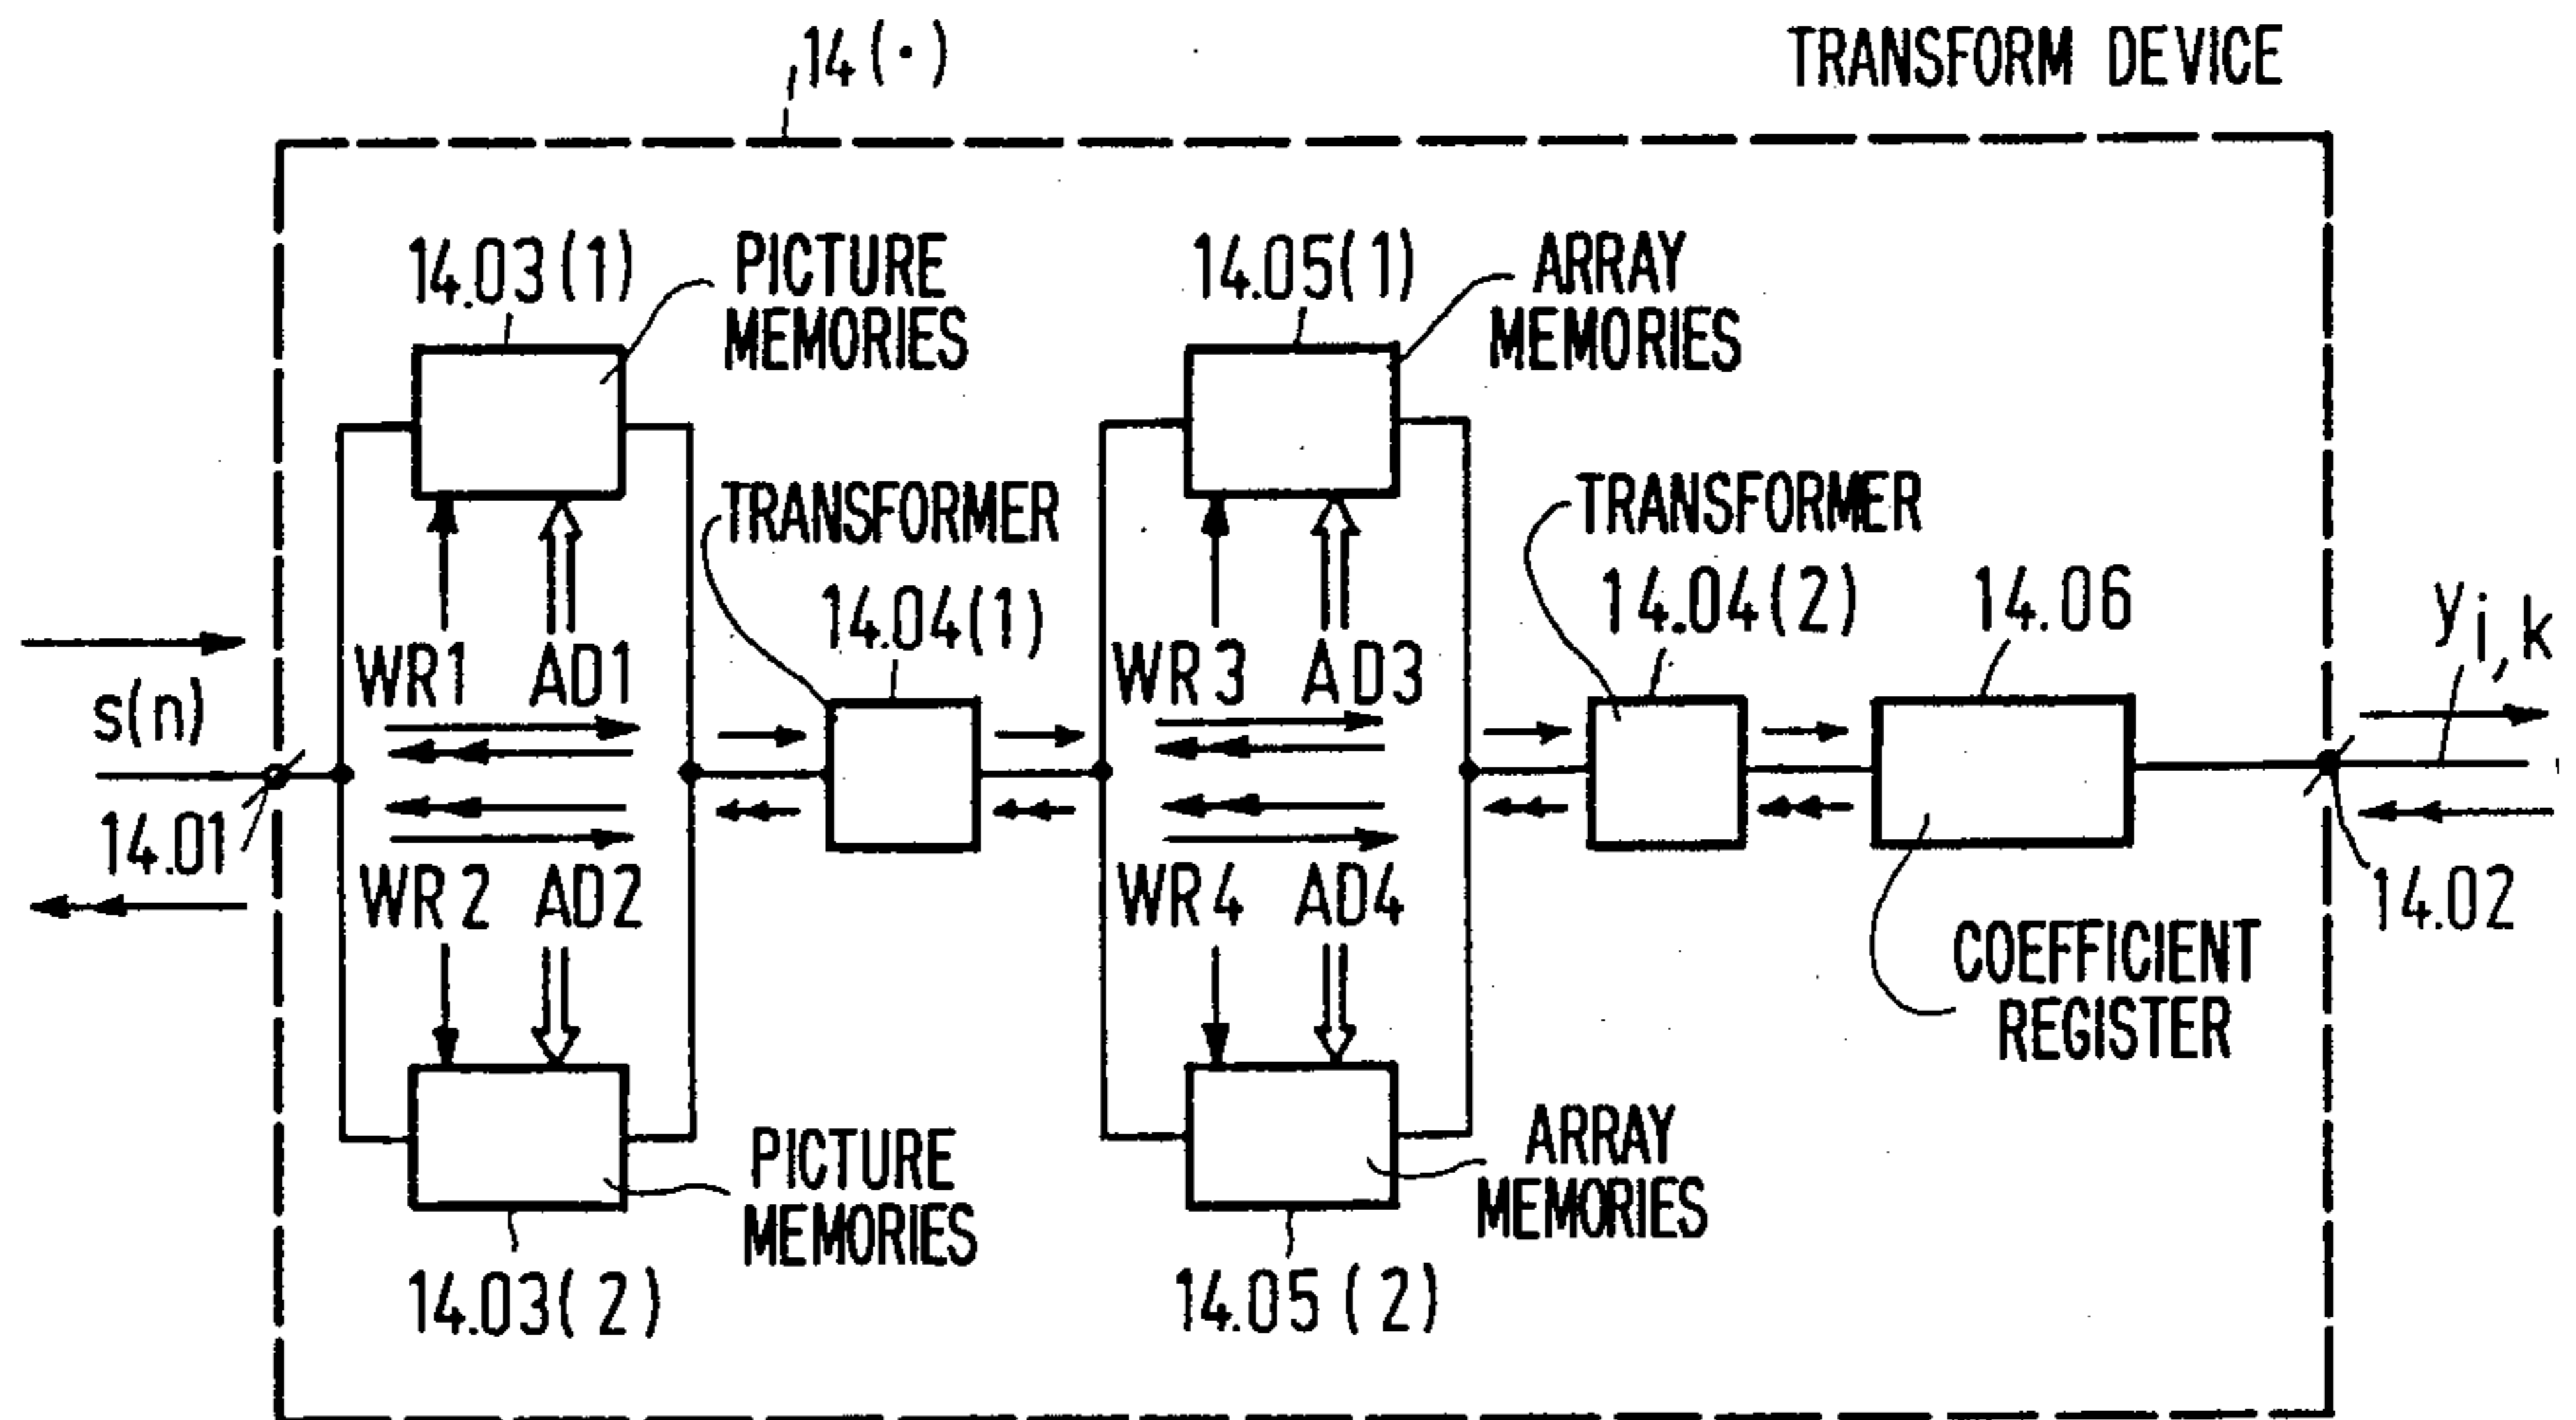 14(·)
TRANSFORM DEVICE
14.03(1)
PICTURE
MEMORIES
14.05(1)
ARRAY
MEMORIES
TRANSFORMER
14.04(1)
TRANSFORMER
14.04(2)
14.06
y i,k
s(n)
WR1
AD1
WR3
AD3
14.01
WR2
AD2
WR4
AD4
14.02
COEFFICIENT
REGISTER
PICTURE
MEMORIES
ARRAY
MEMORIES
14.03(2)
14.05(2)